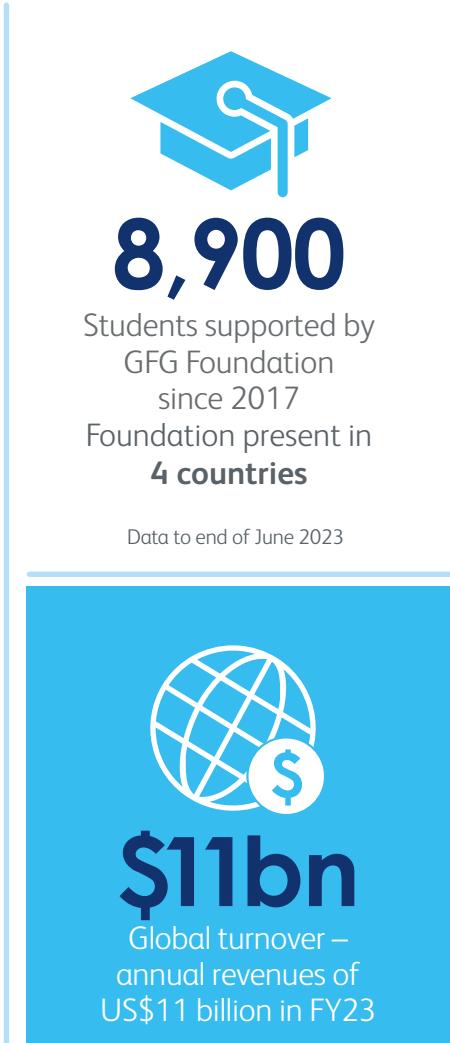 8,900
Students supported by
GFG Foundation
since 2017
Foundation present in
4 countries
Data to end of June 2023
$
$11bn
Global turnover –
annual revenues of
US$11 billion in FY23